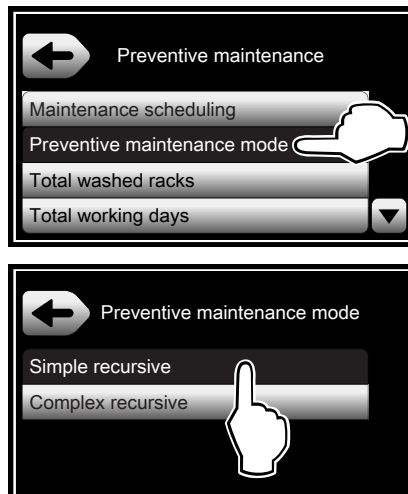 Preventive maintenance
Maintenance scheduling
Preventive maintenance mode
Total washed racks
Total working days
Preventive maintenance mode
Simple recursive
Complex recursive